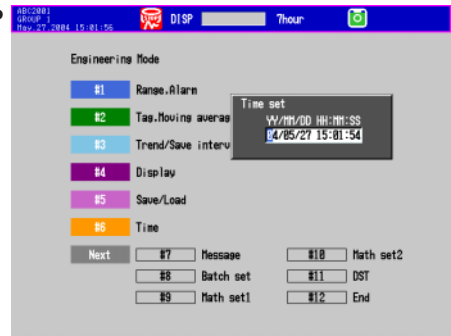 ABC2001
GROUP 1
May.27.2004 15:01:56
DISP
7hour
Engineering Mode
#1 Range.Alarm
#2 Tag.Moving averag
#3 Trend/Save interv
#4 Display
#5 Save/Load
#6 Time
Time set
YY/MM/DD HH:MM:SS
04/05/27 15:01:54
Next #7 Message #10 Math set2
#8 Batch set #11 DST
#9 Math set1 #12 End